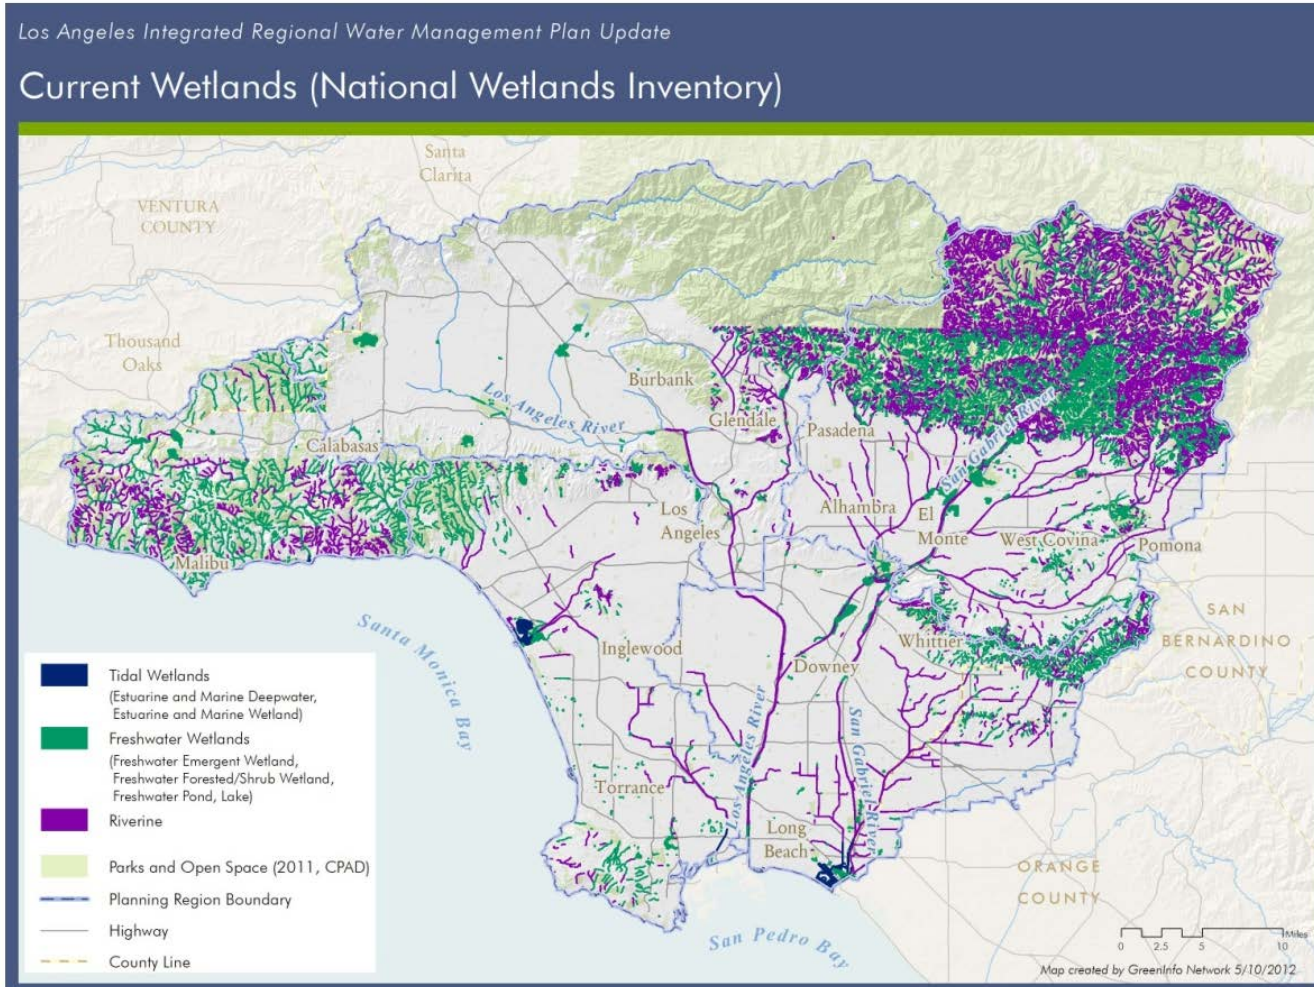 Los Angeles Integrated Regional Water Management Plan Update
Current Wetlands (National Wetlands Inventory)
Santa
Clarita
VENTURA
COUNTY
Thousand
Oaks
Burbank
Los Angeles River
Glendale
Pasadena
San Gabriel River
Calabasas
Los
Angeles
Alhambra
El
Monte
West Covina
Pomona
Malibu
SAN
BERNARDINO
COUNTY
Santa Monica Bay
Inglewood
Downey
Whittier
Los Angeles River
San Gabriel River
Torrance
Long
Beach
ORANGE
COUNTY
San Pedro Bay
Tidal Wetlands
(Estuarine and Marine Deepwater,
Estuarine and Marine Wetland)
Freshwater Wetlands
(Freshwater Emergent Wetland,
Freshwater Forested/Shrub Wetland,
Freshwater Pond, Lake)
Riverine
Parks and Open Space (2011, CPAD)
Planning Region Boundary
Highway
County Line
Miles
0 2.5 5 10
Map created by GreenInfo Network 5/10/2012